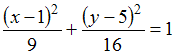 (x-1)²/9 + (y-5)²/16 = 1